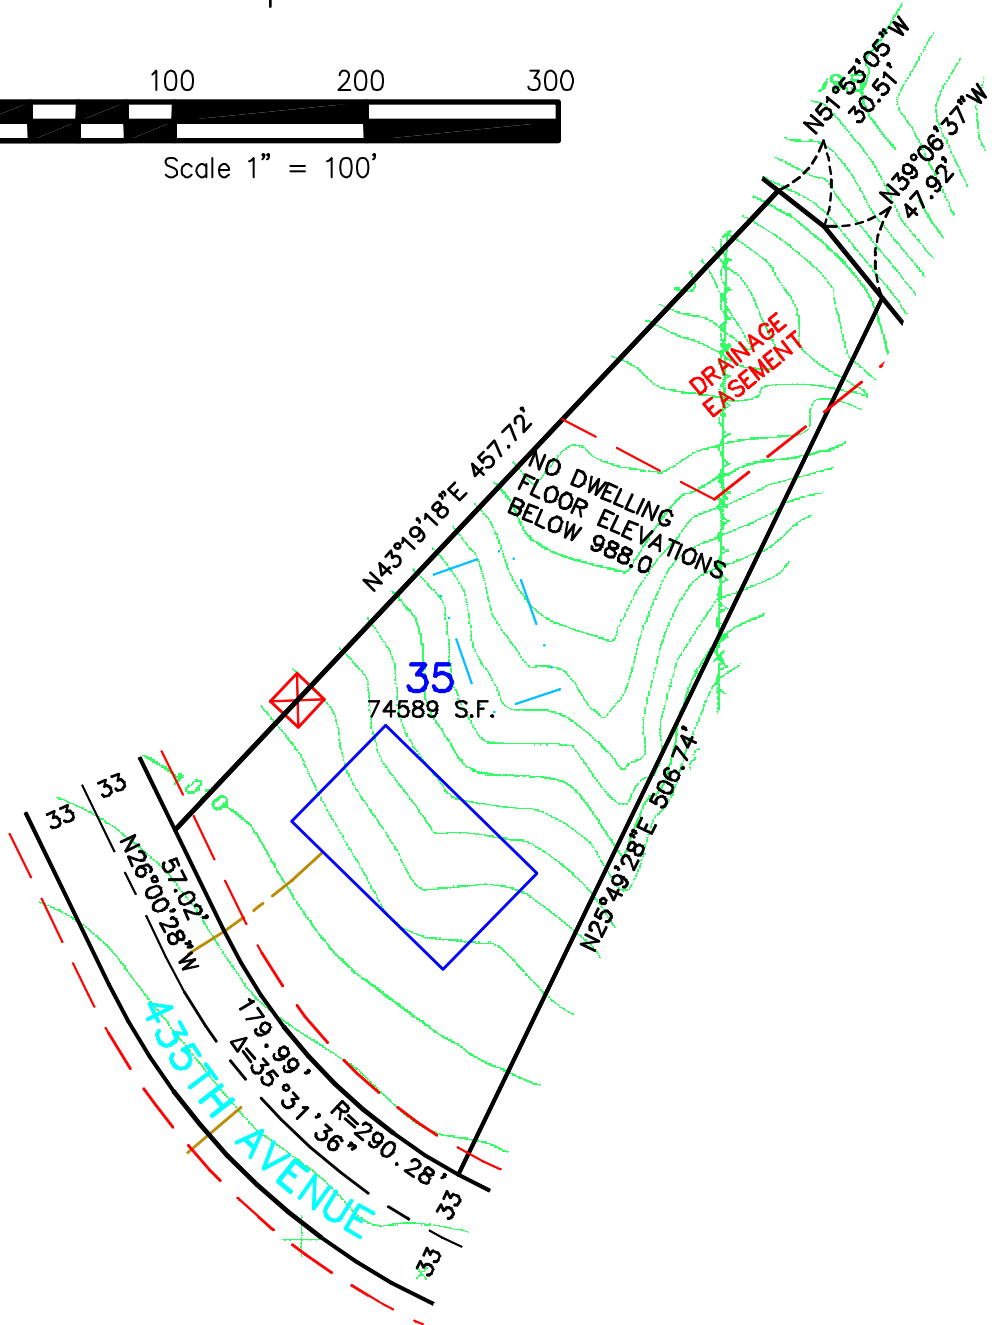 100
200
300
Scale 1" = 100'
N51°53'05"W
30.51'
N39°06'37"W
47.92'
DRAINAGE
EASEMENT
N43°19'18"E 457.72'
NO DWELLING
FLOOR ELEVATIONS
BELOW 988.0
35
74589 S.F.
N25°49'28"E 506.74'
33
33
57.02'
N26°00'28"W
179.99' R=290.28'
Δ=35°31'36"
435TH AVENUE
33
33